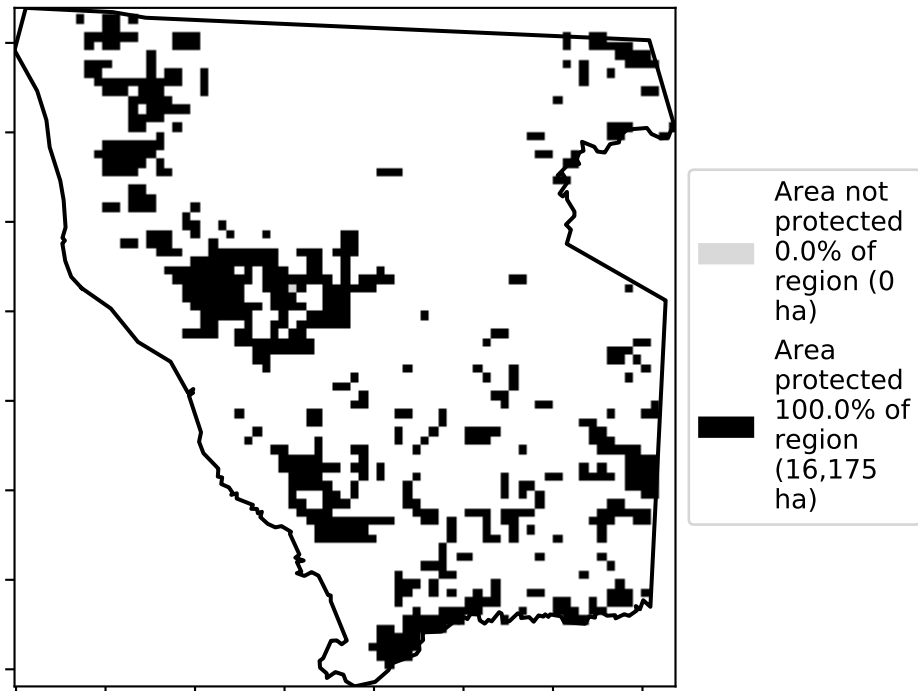 Area not
protected
0.0% of
region (0
ha)
Area
protected
100.0% of
region
(16,175
ha)